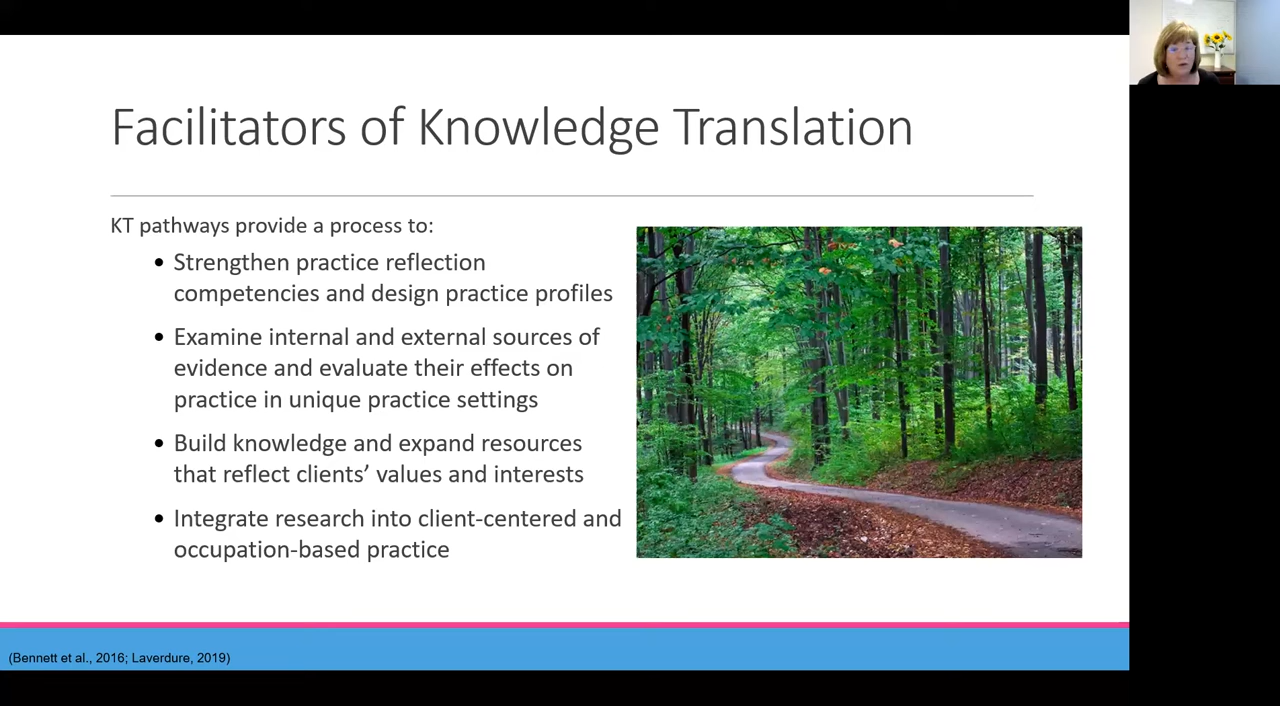 Facilitators of Knowledge Translation
KT pathways provide a process to:
• Strengthen practice reflection
competencies and design practice profiles
• Examine internal and external sources of
evidence and evaluate their effects on
practice in unique practice settings
• Build knowledge and expand resources
that reflect clients’ values and interests
• Integrate research into client-centered and
occupation-based practice
(Bennett et al., 2016; Laverdure, 2019)